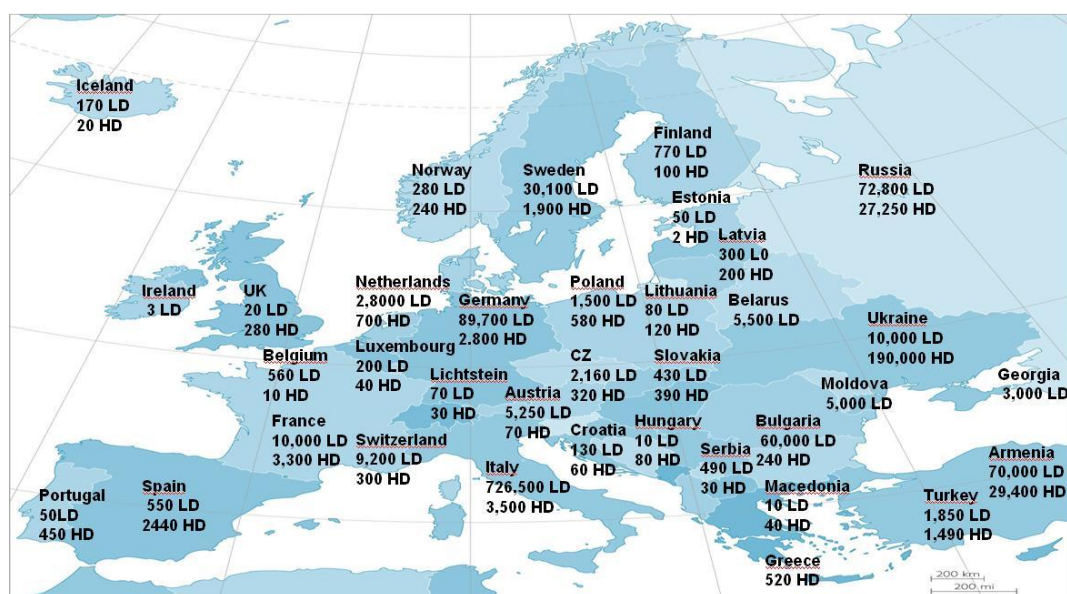 Iceland
170 LD
20 HD
Norway
280 LD
240 HD
Sweden
30,100 LD
1,900 HD
Finland
770 LD
100 HD
Russia
72,800 LD
27,250 HD
Estonia
50 LD
2 HD
Latvia
300 L0
200 HD
Ireland
3 LD
UK
20 LD
280 HD
Netherlands
2,8000 LD
700 HD
Germany
89,700 LD
2.800 HD
Poland
1,500 LD
580 HD
Lithuania
80 LD
120 HD
Belarus
5,500 LD
Ukraine
10,000 LD
190,000 HD
Belgium
560 LD
10 HD
Luxembourg
200 LD
40 HD
Lichtstein
70 LD
30 HD
CZ
2,160 LD
320 HD
Slovakia
430 LD
390 HD
Moldova
5,000 LD
Georgia
3,000 LD
Austria
5,250 LD
70 HD
France
10,000 LD
3,300 HD
Switzerland
9,200 LD
300 HD
Croatia
130 LD
60 HD
Hungary
10 LD
80 HD
Bulgaria
60,000 LD
240 HD
Serbia
490 LD
30 HD
Armenia
70,000 LD
29,400 HD
Italy
726,500 LD
3,500 HD
Portugal
50LD
450 HD
Spain
550 LD
2440 HD
Macedonia
10 LD
40 HD
Turkey
1,850 LD
1,490 HD
Greece
520 HD
200 km
200 mi